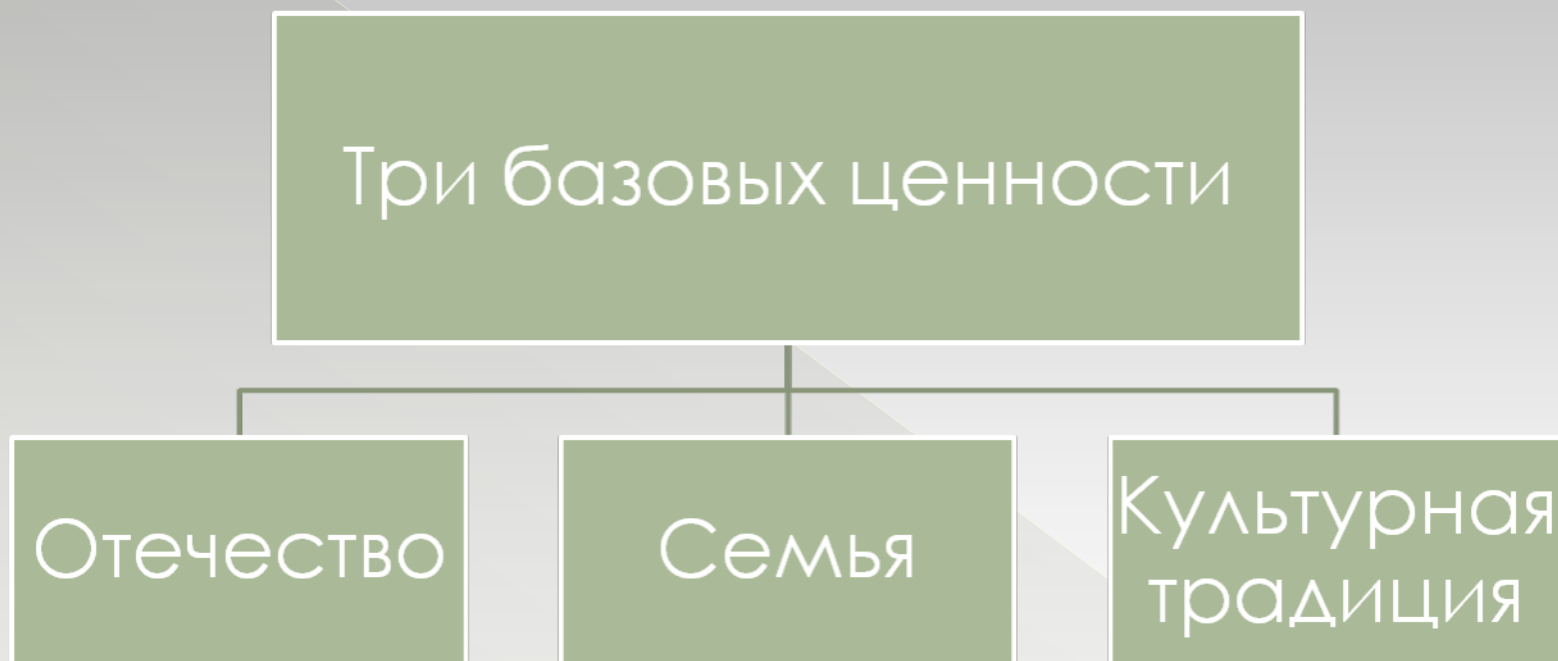 Три базовых ценности
Отечество
Семья
Культурная
традиция